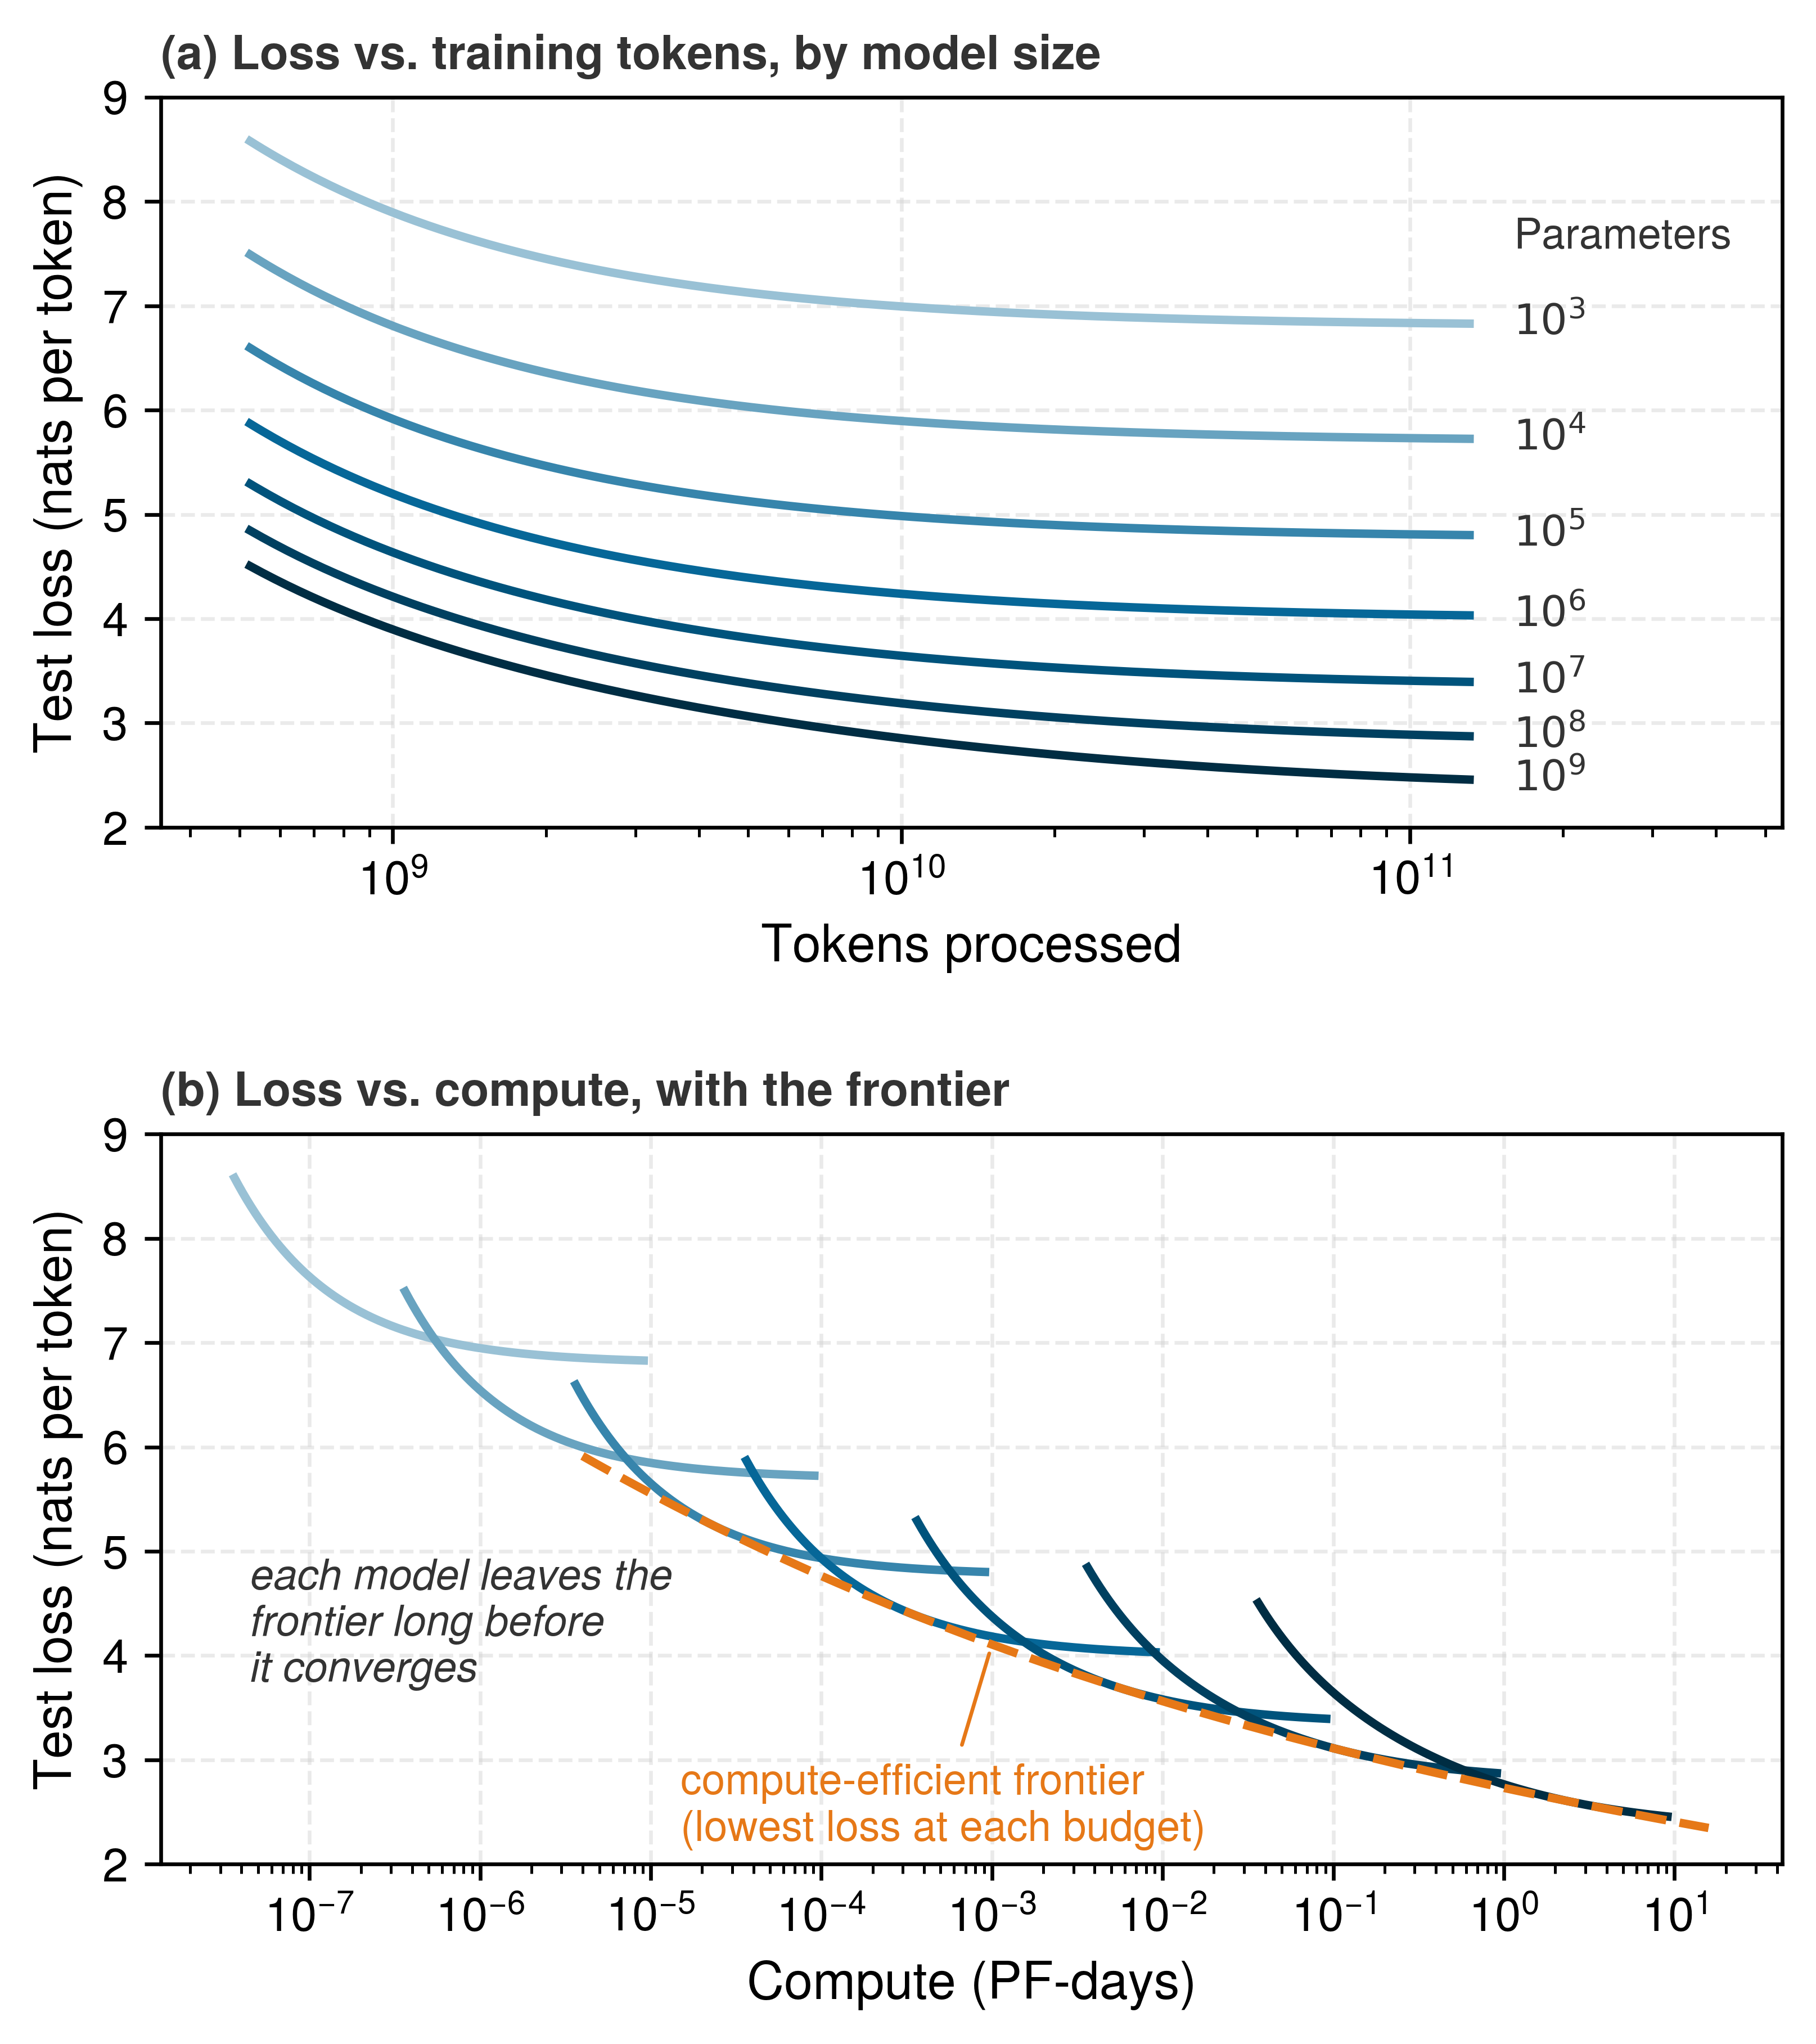 (a) Loss vs. training tokens, by model size
9
8
7
6
5
4
3
2
Test loss (nats per token)
Parameters
10³
10⁴
10⁵
10⁶
10⁷
10⁸
10⁹
10⁹
10¹⁰
10¹¹
Tokens processed
(b) Loss vs. compute, with the frontier
9
8
7
6
5
4
3
2
Test loss (nats per token)
each model leaves the
frontier long before
it converges
compute-efficient frontier
(lowest loss at each budget)
10⁻⁷
10⁻⁶
10⁻⁵
10⁻⁴
10⁻³
10⁻²
10⁻¹
10⁰
10¹
Compute (PF-days)